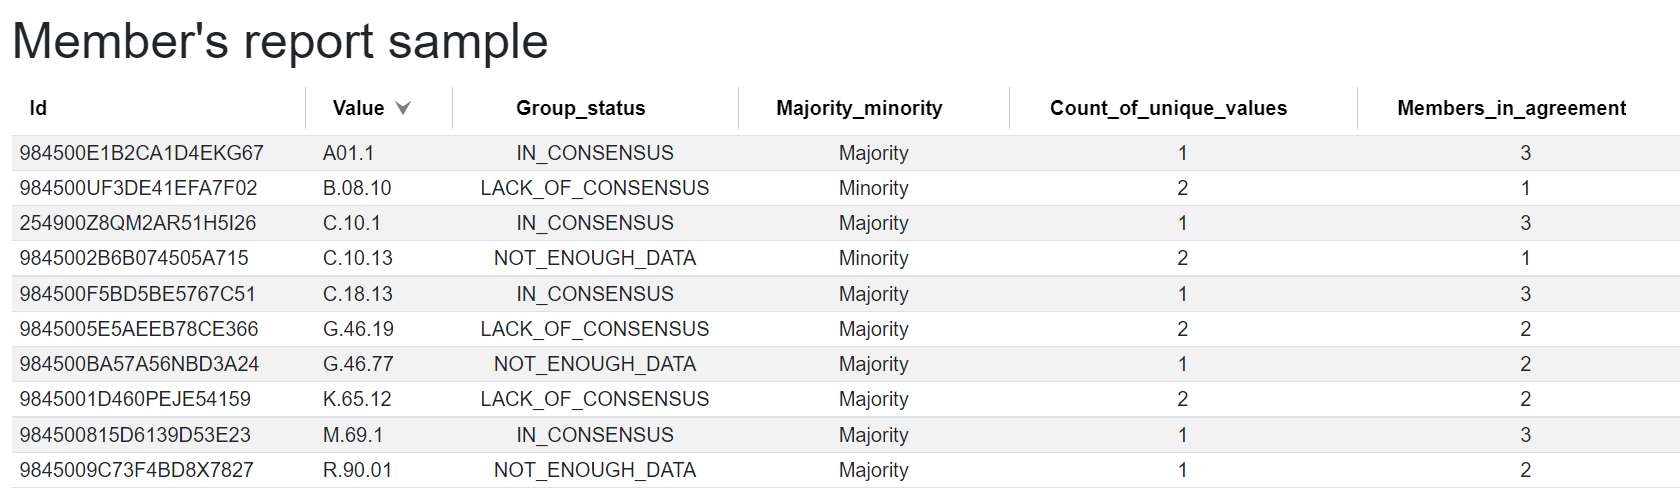 Member's report sample
Id Value Group_status Majority_minority Count_of_unique_values Members_in_agreement
984500E1B2CA1D4EKG67 A01.1 IN_CONSENSUS Majority 1 3
984500UF3DE41EFA7F02 B.08.10 LACK_OF_CONSENSUS Minority 2 1
254900Z8QM2AR51H5I26 C.10.1 IN_CONSENSUS Majority 1 3
9845002B6B074505A715 C.10.13 NOT_ENOUGH_DATA Minority 2 1
984500F5BD5BE5767C51 C.18.13 IN_CONSENSUS Majority 1 3
9845005E5AEEB78CE366 G.46.19 LACK_OF_CONSENSUS Majority 2 2
984500BA57A56NBD3A24 G.46.77 NOT_ENOUGH_DATA Majority 1 2
9845001D460PEJE54159 K.65.12 LACK_OF_CONSENSUS Majority 2 2
984500815D6139D53E23 M.69.1 IN_CONSENSUS Majority 1 3
9845009C73F4BD8X7827 R.90.01 NOT_ENOUGH_DATA Majority 1 2